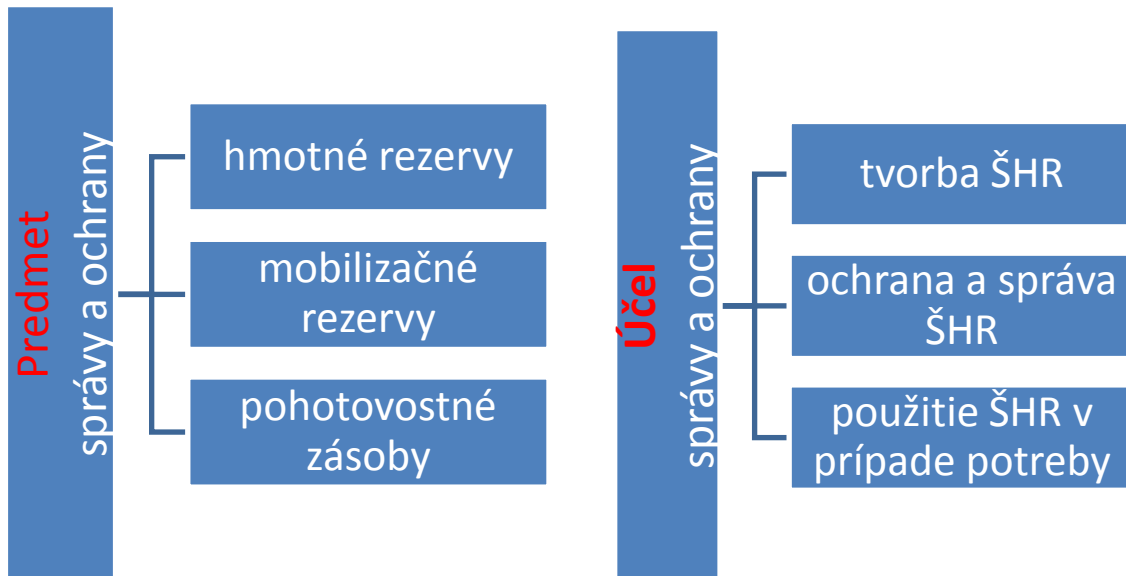 Predmet
správy a ochrany
hmotné rezervy
mobilizačné
rezervy
pohotovostné
zásoby
Účel
správy a ochrany
tvorba ŠHR
ochrana a správa
ŠHR
použitie ŠHR v
prípade potreby